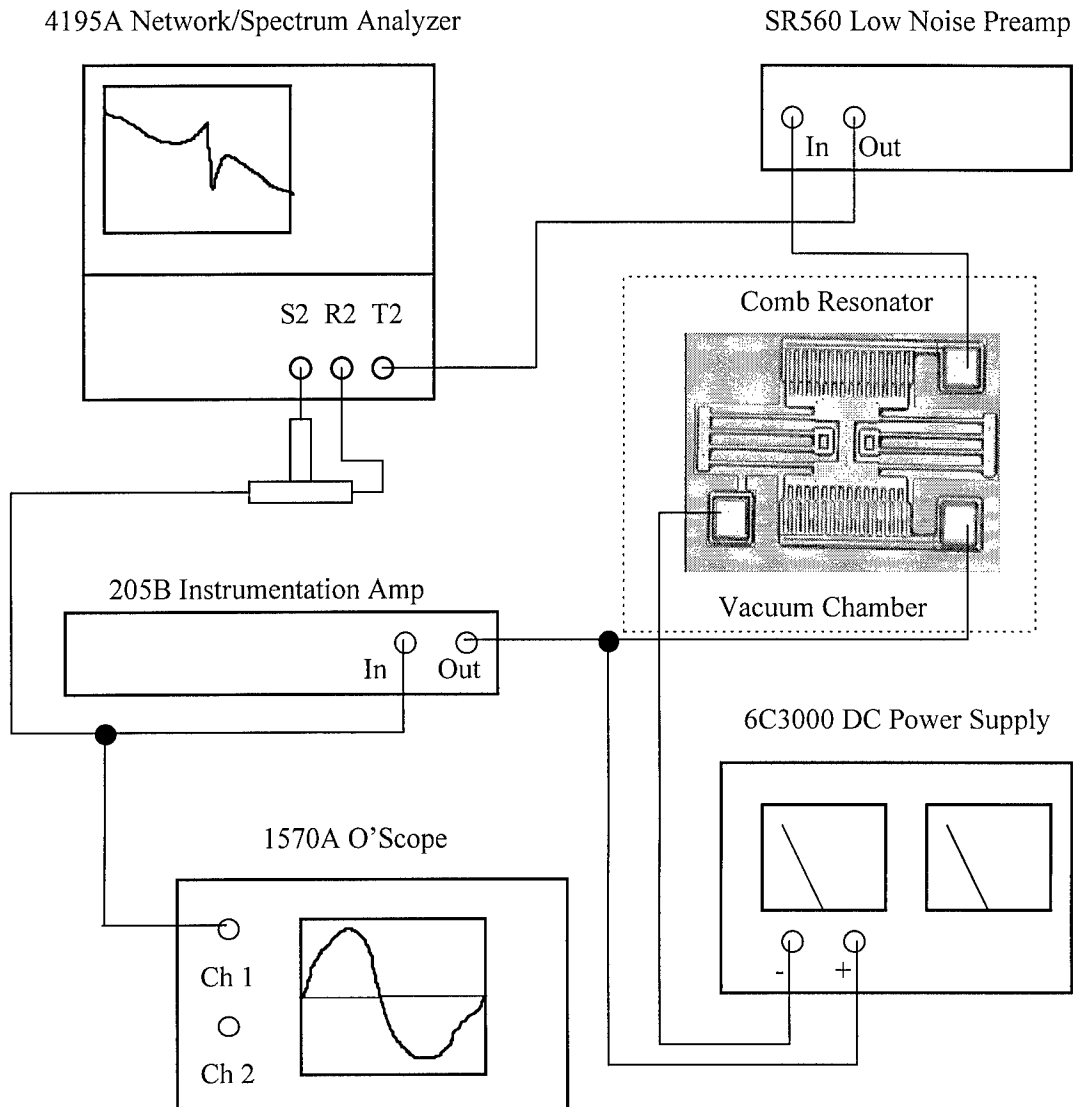 4195A Network/Spectrum Analyzer
SR560 Low Noise Preamp
In Out
S2 R2 T2
Comb Resonator
Vacuum Chamber
205B Instrumentation Amp
In Out
6C3000 DC Power Supply
- +
1570A O'Scope
Ch 1
Ch 2